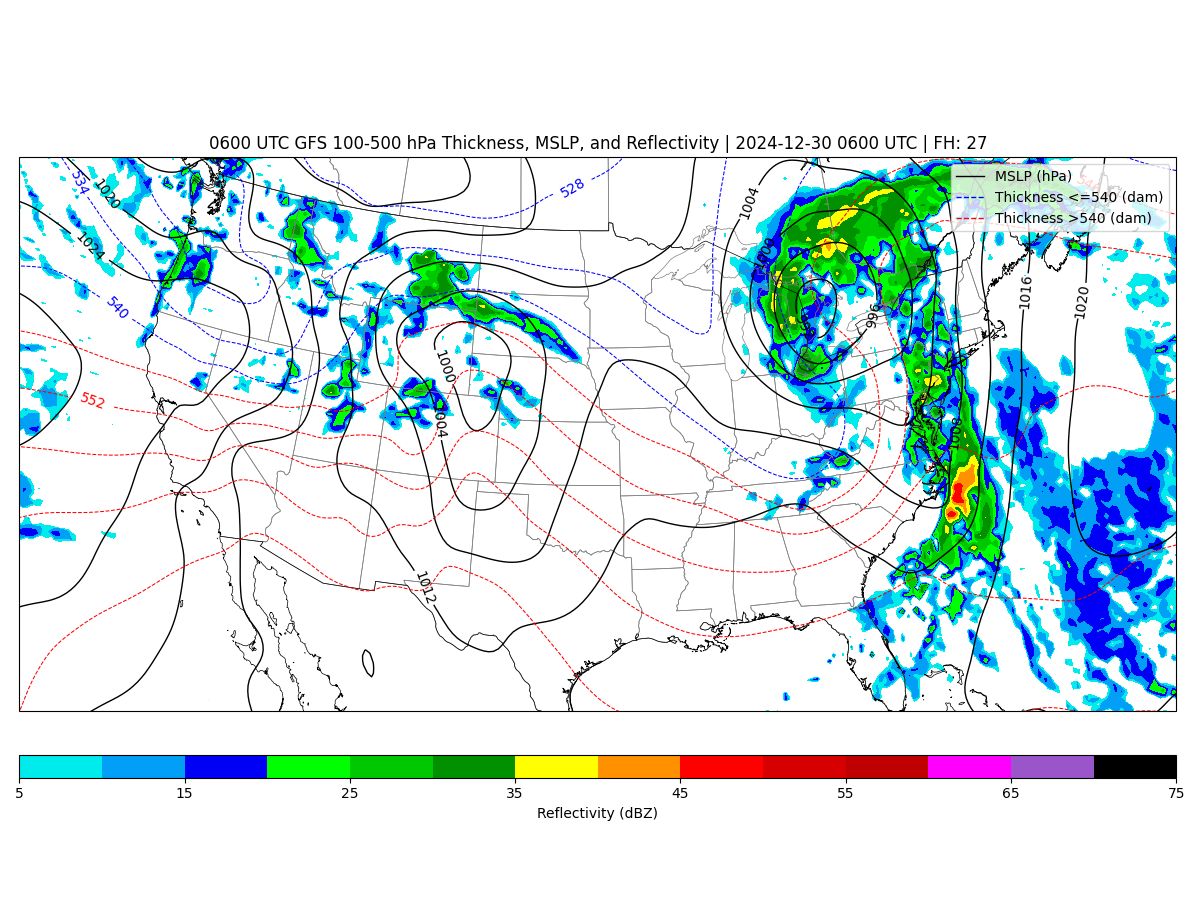 0600 UTC GFS 100-500 hPa Thickness, MSLP, and Reflectivity | 2024-12-30 0600 UTC | FH: 27
MSLP (hPa)
Thickness <=540 (dam)
Thickness >540 (dam)
534
1020
528
1004
1024
1016
1020
540
996
1000
552
1004
1008
1012
5 15 25 35 45 55 65 75
Reflectivity (dBZ)